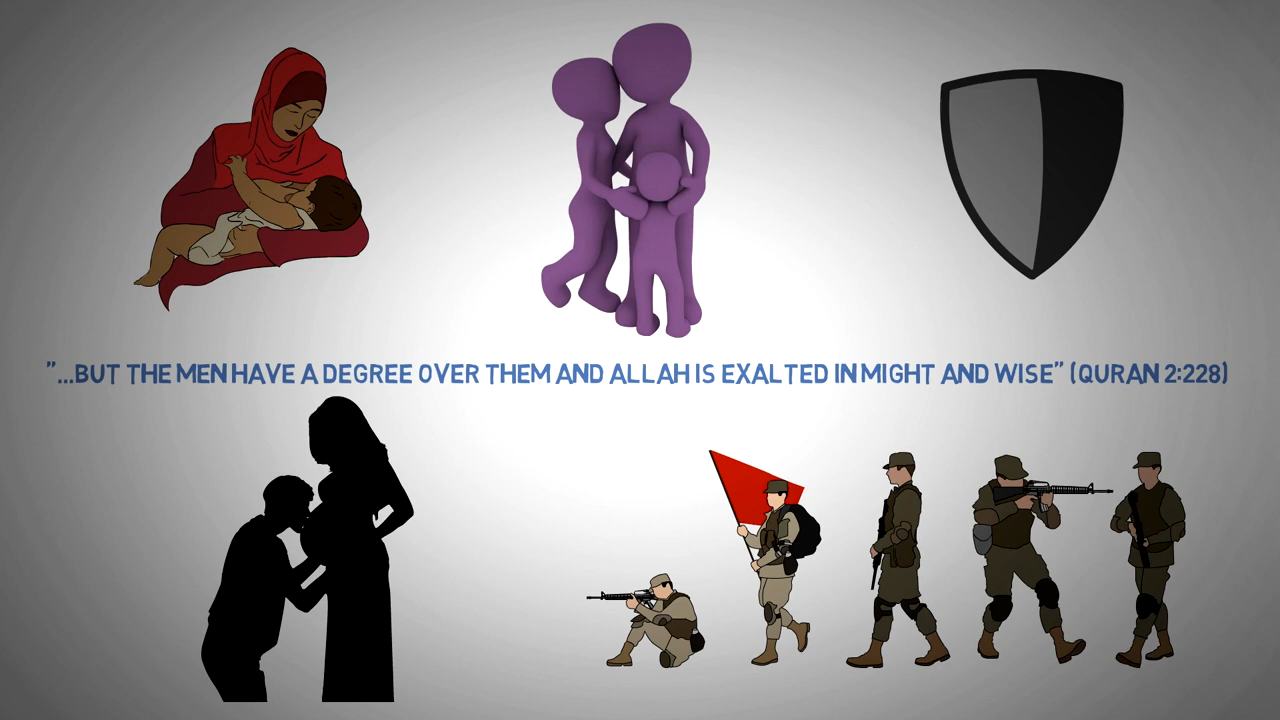 "...BUT THE MEN HAVE A DEGREE OVER THEM AND ALLAH IS EXALTED IN MIGHT AND WISE" (QURAN 2:228)